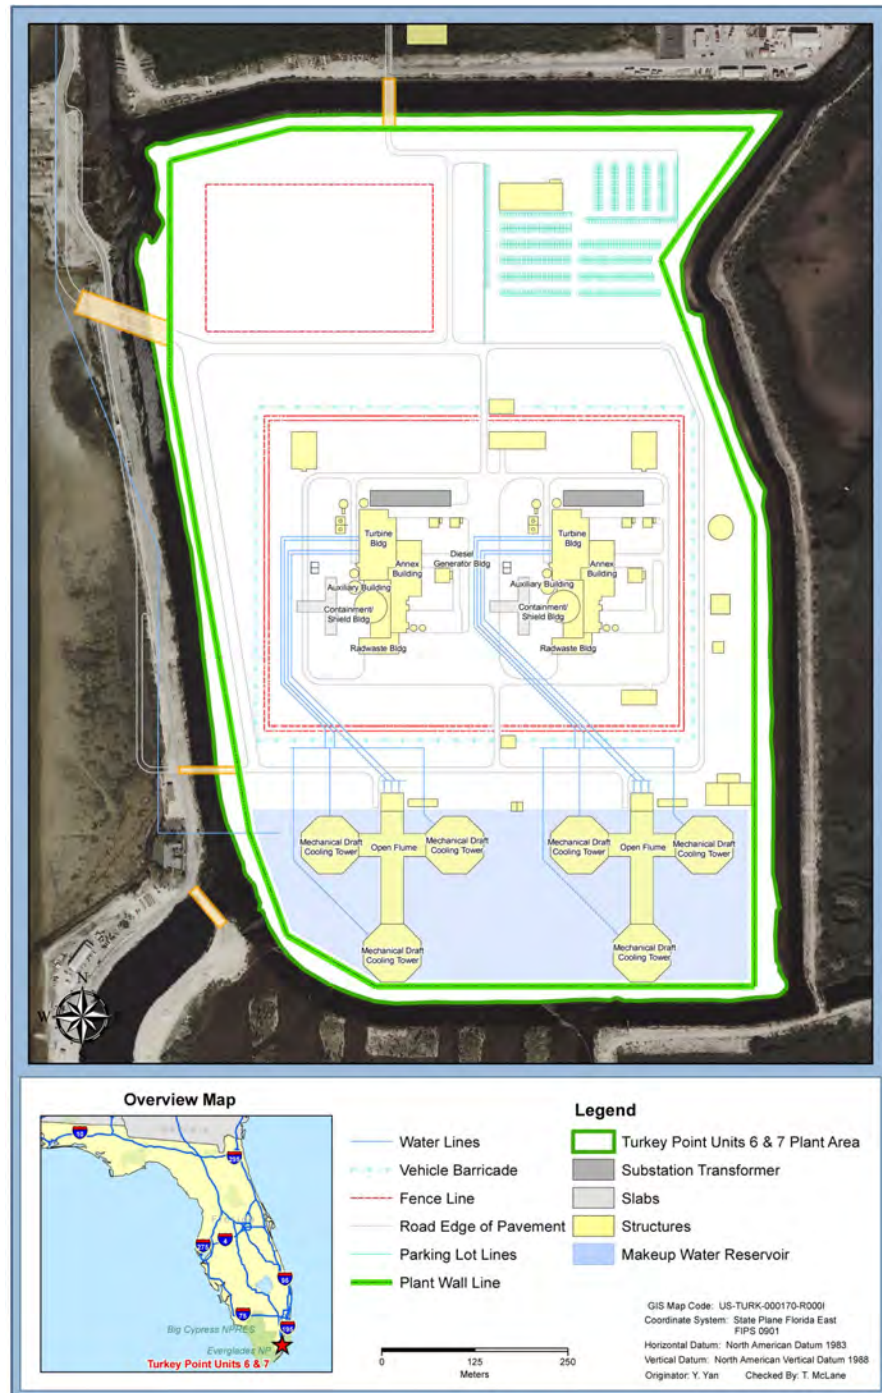 Turbine
Bldg
Diesel
Generator Bldg
Turbine
Bldg
Annex
Building
Annex
Building
Auxiliary Building
Auxiliary Building
Containment/
Shield Bldg
Containment/
Shield Bldg
Radwaste Bldg
Radwaste Bldg
Mechanical Draft
Cooling Tower
Open Flume
Mechanical Draft
Cooling Tower
Mechanical Draft
Cooling Tower
Open Flume
Mechanical Draft
Cooling Tower
Mechanical Draft
Cooling Tower
Mechanical Draft
Cooling Tower
N
W
Overview Map
10
295
275
4
95
75
595
Big Cypress NPRES
Everglades NP
Turkey Point Units 6 & 7
Legend
Water Lines
Vehicle Barricade
Fence Line
Road Edge of Pavement
Parking Lot Lines
Plant Wall Line
Turkey Point Units 6 & 7 Plant Area
Substation Transformer
Slabs
Structures
Makeup Water Reservoir
0 125 250
Meters
GIS Map Code: US-TURK-000170-R000I
Coordinate System: State Plane Florida East
FIPS 0901
Horizontal Datum: North American Datum 1983
Vertical Datum: North American Vertical Datum 1988
Originator: Y. Yan Checked By: T. McLane